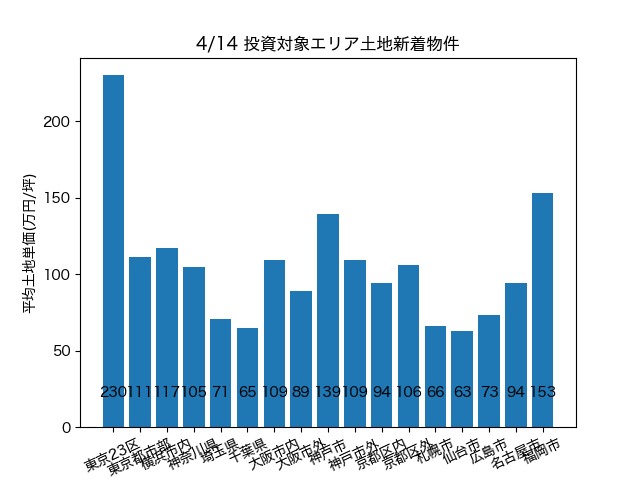 4/14 投資対象エリア土地新着物件
平均土地単価(万円/坪)
200
150
100
50
0
230 111 117 105 71 65 109 89 139 109 94 106 66 63 73 94 153
東京23区
東京都市部
横浜市内
神奈川県
埼玉県
千葉県
大阪市内
大阪市外
神戸市
神戸市外
京都区内
京都区外
札幌市
仙台市
広島市
名古屋市
福岡市